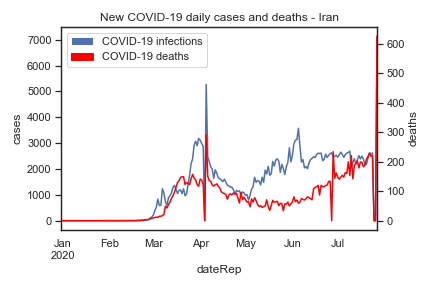 New COVID-19 daily cases and deaths - Iran
COVID-19 infections
COVID-19 deaths
7000
6000
5000
4000
3000
2000
1000
0
cases
600
500
400
300
200
100
0
deaths
Jan Feb Mar Apr May Jun Jul
2020
dateRep